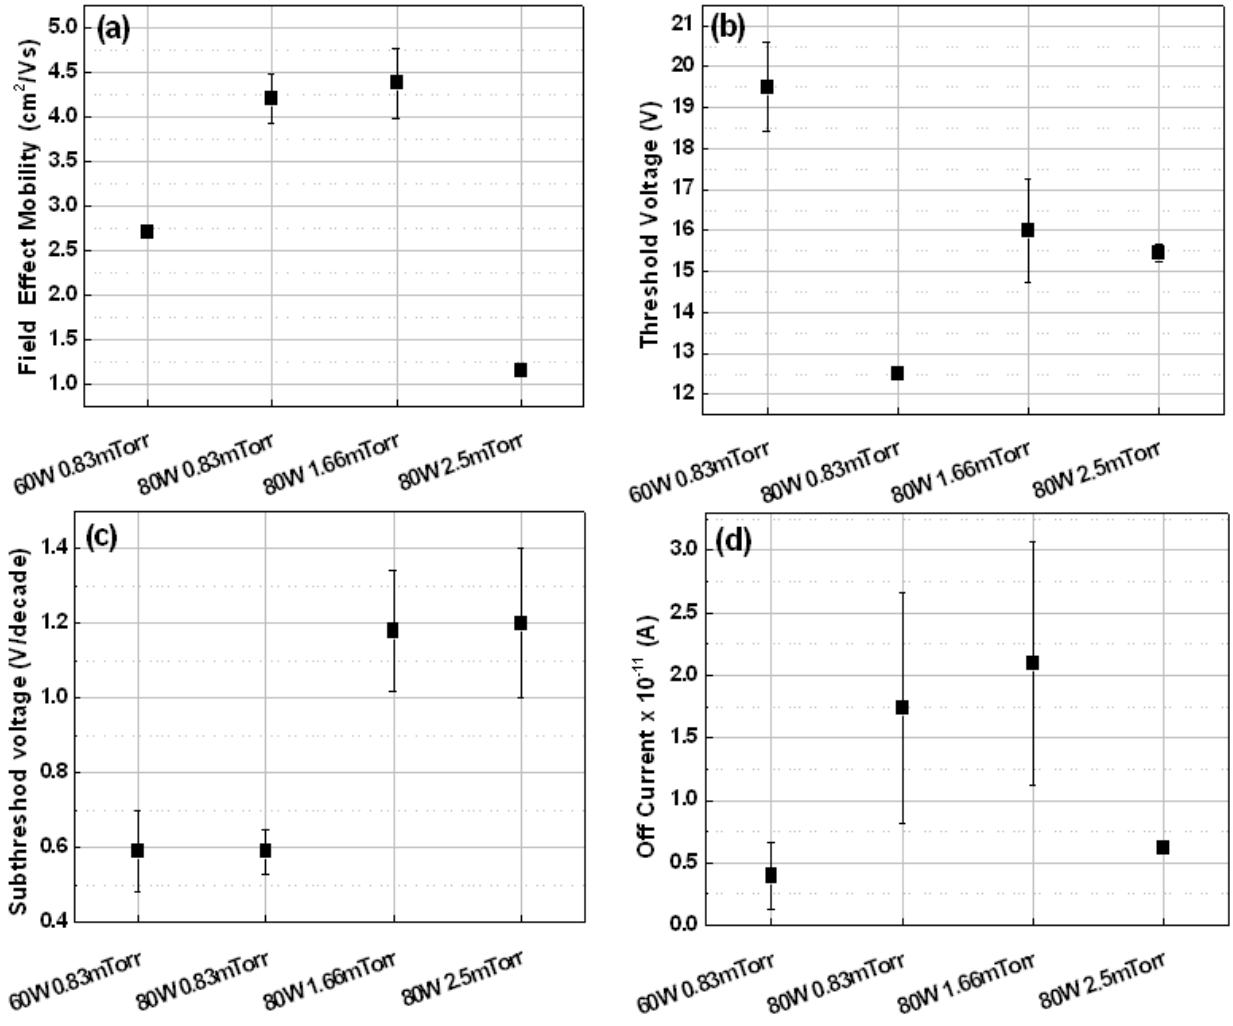 (a)
Field Effect Mobility (cm²/Vs)
5.0
4.5
4.0
3.5
3.0
2.5
2.0
1.5
1.0
60W 0.83mTorr
80W 0.83mTorr
80W 1.66mTorr
80W 2.5mTorr
(b)
Threshold Voltage (V)
21
20
19
18
17
16
15
14
13
12
60W 0.83mTorr
80W 0.83mTorr
80W 1.66mTorr
80W 2.5mTorr
(c)
Subthreshod voltage (V/decade)
1.4
1.2
1.0
0.8
0.6
0.4
60W 0.83mTorr
80W 0.83mTorr
80W 1.66mTorr
80W 2.5mTorr
(d)
Off Current x 10⁻¹¹ (A)
3.0
2.5
2.0
1.5
1.0
0.5
0.0
60W 0.83mTorr
80W 0.83mTorr
80W 1.66mTorr
80W 2.5mTorr